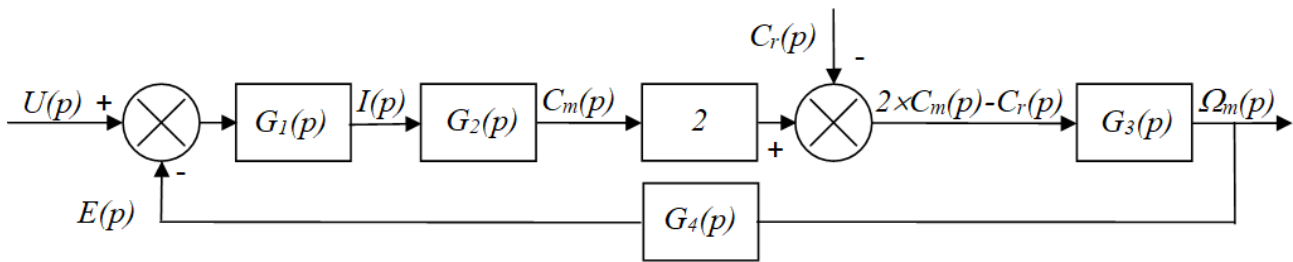 Cr(p) -
U(p) + G1(p) I(p) G2(p) Cm(p) 2 + 2×Cm(p)-Cr(p) G3(p) Ωm(p)
-
E(p) G4(p)